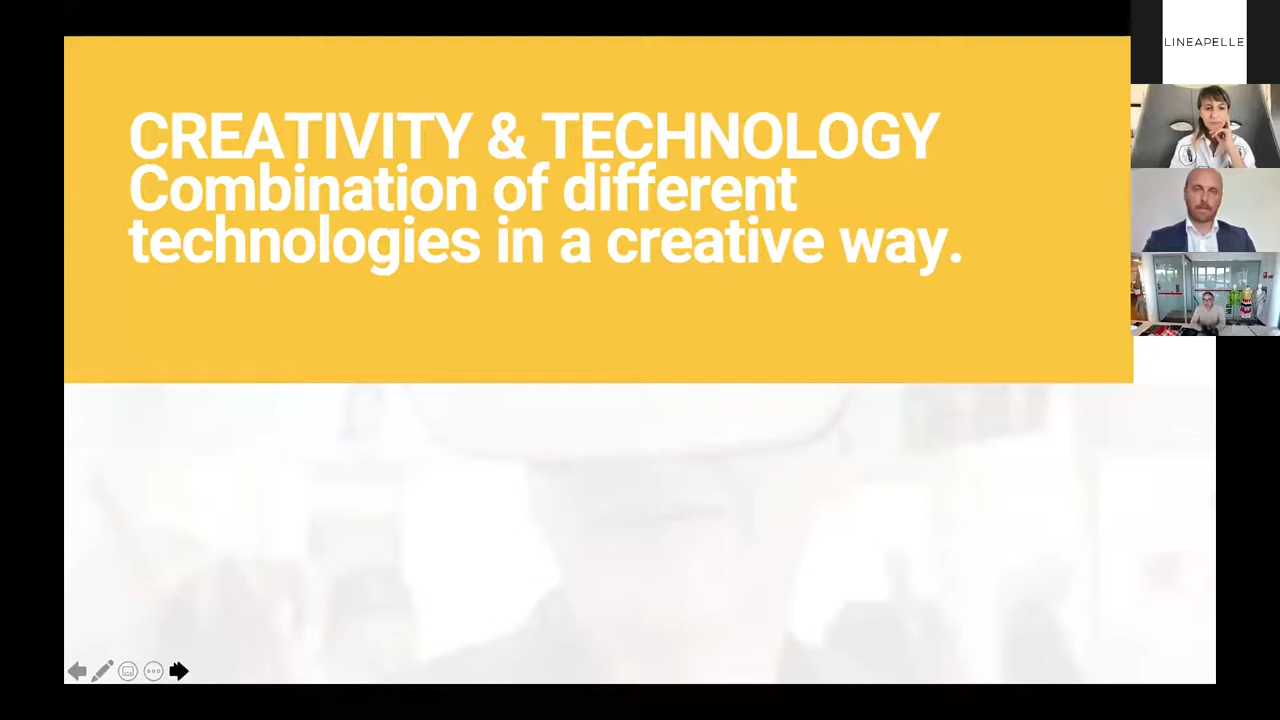 CREATIVITY & TECHNOLOGY
Combination of different
technologies in a creative way.
LINEAPELLE